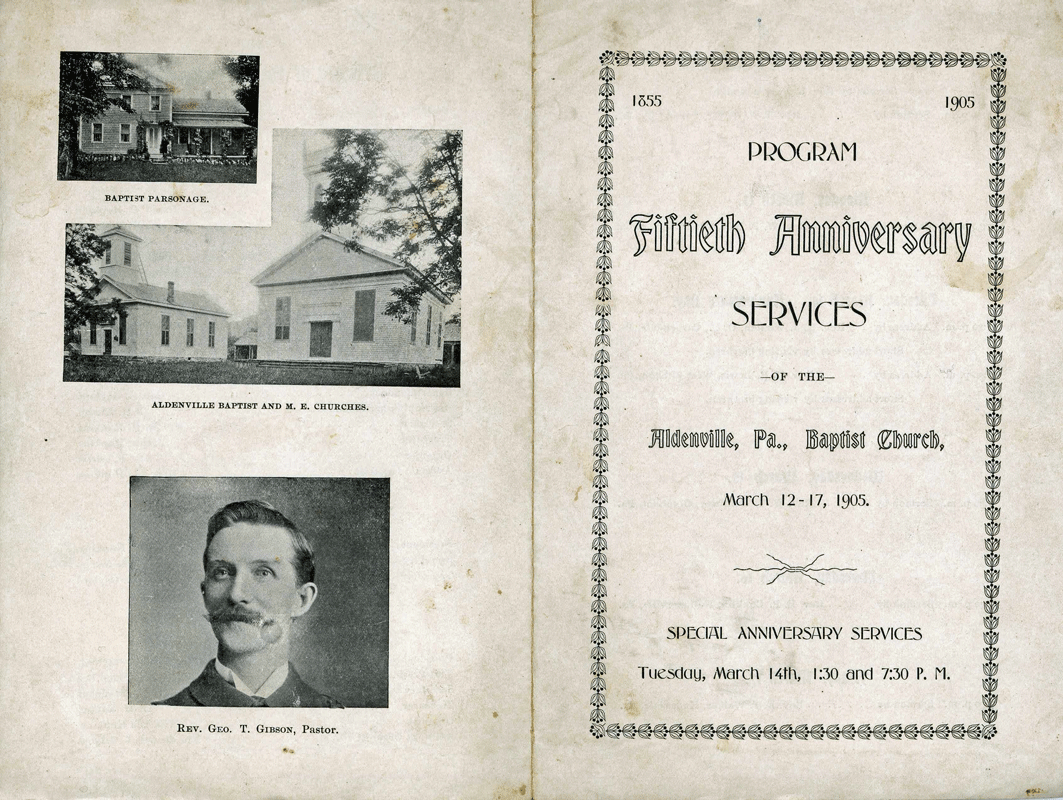 BAPTIST PARSONAGE.
ALDENVILLE BAPTIST AND M. E. CHURCHES.
REV. GEO. T. GIBSON, Pastor.
1855 1905
PROGRAM
Fiftieth Anniversary
SERVICES
—OF THE—
Aldenville, Pa., Baptist Church,
March 12-17, 1905.
SPECIAL ANNIVERSARY SERVICES
Tuesday, March 14th, 1:30 and 7:30 P. M.